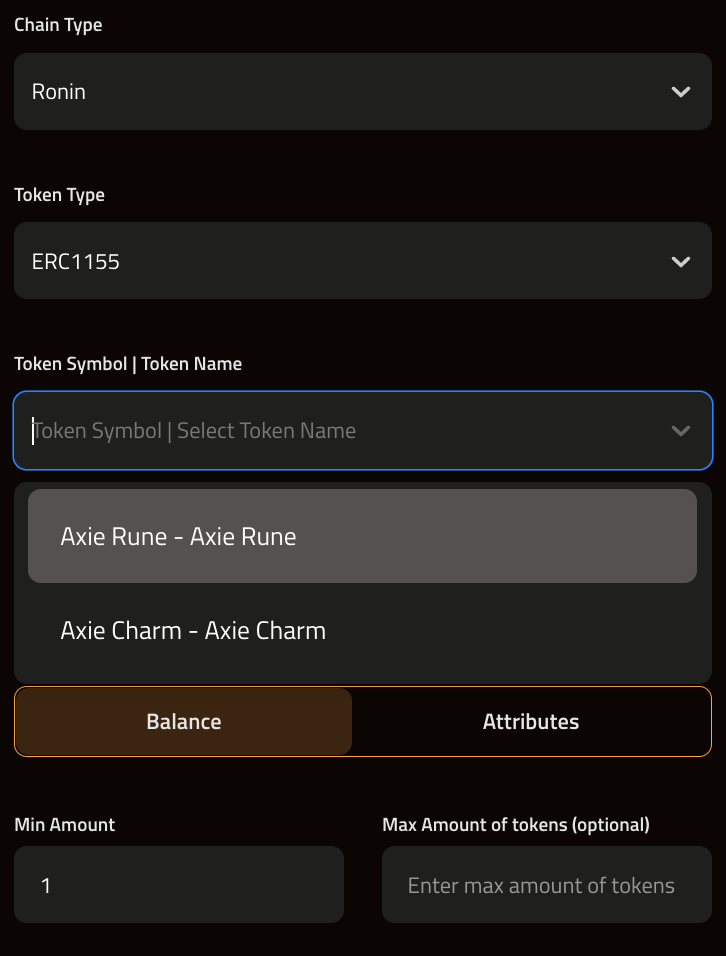 Chain Type
Ronin
Token Type
ERC1155
Token Symbol | Token Name
Token Symbol | Select Token Name
Axie Rune - Axie Rune
Axie Charm - Axie Charm
Balance Attributes
Min Amount Max Amount of tokens (optional)
1 Enter max amount of tokens